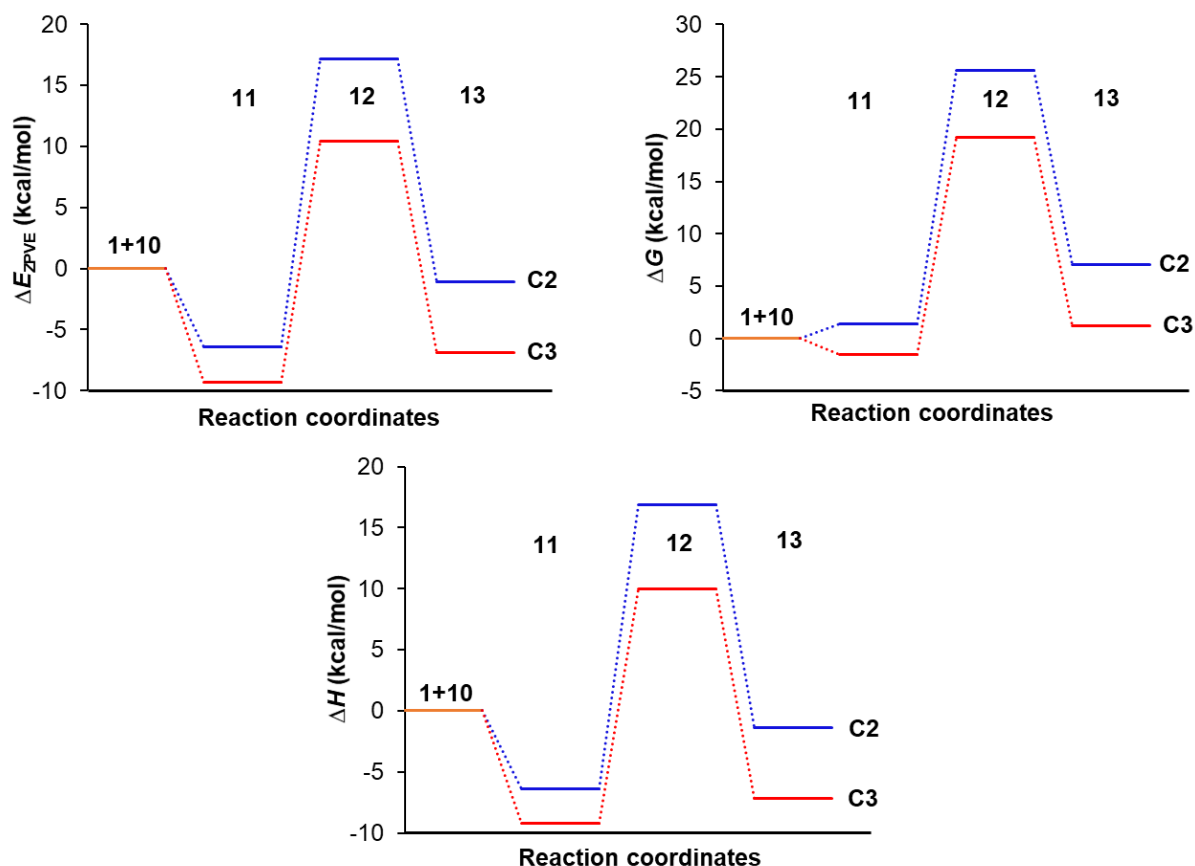 20
15
10
5
0
-5
-10
ΔE_ZPVE (kcal/mol)
1+10
11
12
13
C2
C3
Reaction coordinates
30
25
20
15
10
5
0
-5
ΔG (kcal/mol)
1+10
11
12
13
C2
C3
Reaction coordinates
20
15
10
5
0
-5
-10
ΔH (kcal/mol)
1+10
11
12
13
C2
C3
Reaction coordinates